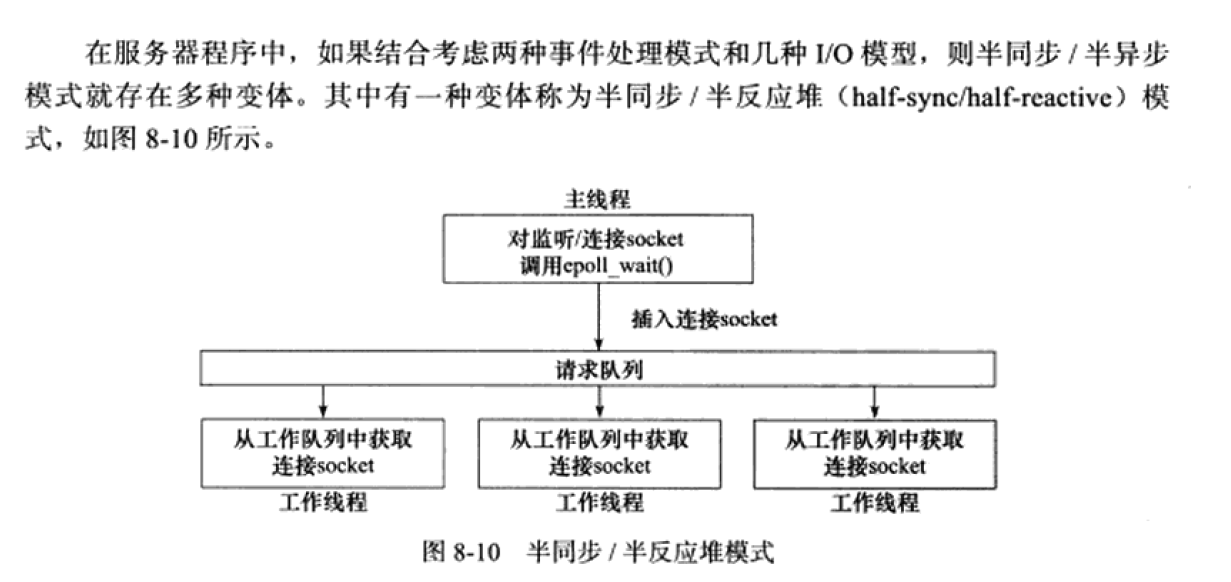 在服务器程序中，如果结合考虑两种事件处理模式和几种 I/O 模型，则半同步 / 半异步
模式就存在多种变体。其中有一种变体称为半同步 / 半反应堆（half-sync/half-reactive）模
式，如图 8-10 所示。
主线程
对监听/连接socket
调用epoll_wait()
插入连接socket
请求队列
从工作队列中获取
连接socket
工作线程
从工作队列中获取
连接socket
工作线程
从工作队列中获取
连接socket
工作线程
图 8-10 半同步 / 半反应堆模式